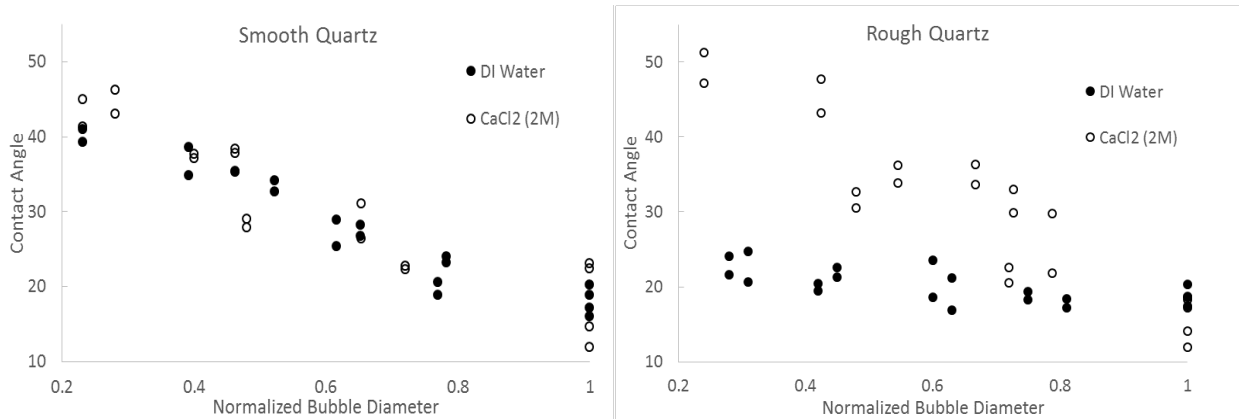 Smooth Quartz
DI Water
CaCl2 (2M)
Contact Angle
50
40
30
20
10
0.2
0.4
0.6
0.8
1
Normalized Bubble Diameter
Rough Quartz
DI Water
CaCl2 (2M)
Contact Angle
50
40
30
20
10
0.2
0.4
0.6
0.8
1
Normalized Bubble Diameter